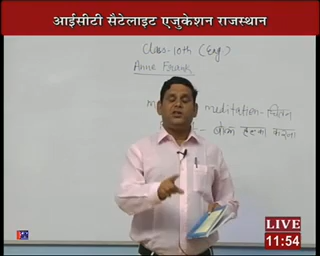 आईसीटी सैटेलाइट एजुकेशन राजस्थान
Class-10th (Eng)
Anne Frank
meditation-चिंतन
हल्का करना
LIVE
11:54